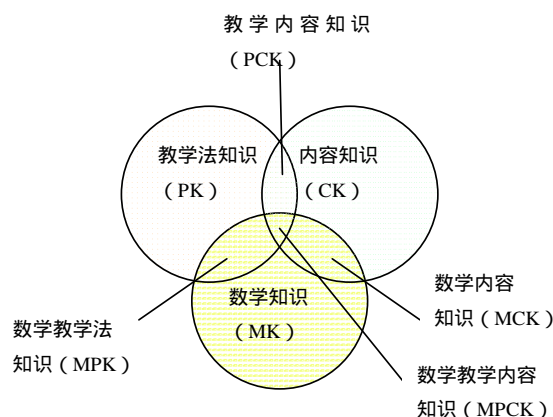 教学内容知识
（PCK）
教学法知识
（PK）
内容知识
（CK）
数学知识
（MK）
数学教学法
知识（MPK）
数学内容
知识（MCK）
数学教学内容
知识（MPCK）